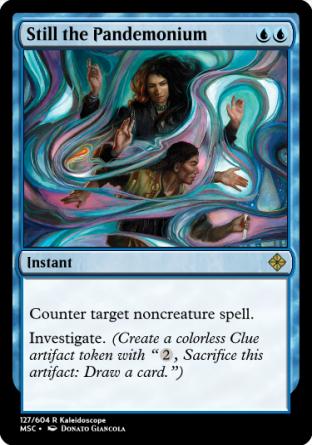 Still the Pandemonium
Instant
Counter target noncreature spell.
Investigate. (Create a colorless Clue
artifact token with “2, Sacrifice this
artifact: Draw a card.”)
127/604 R Kaleidoscope
MSC • Donato Giancola